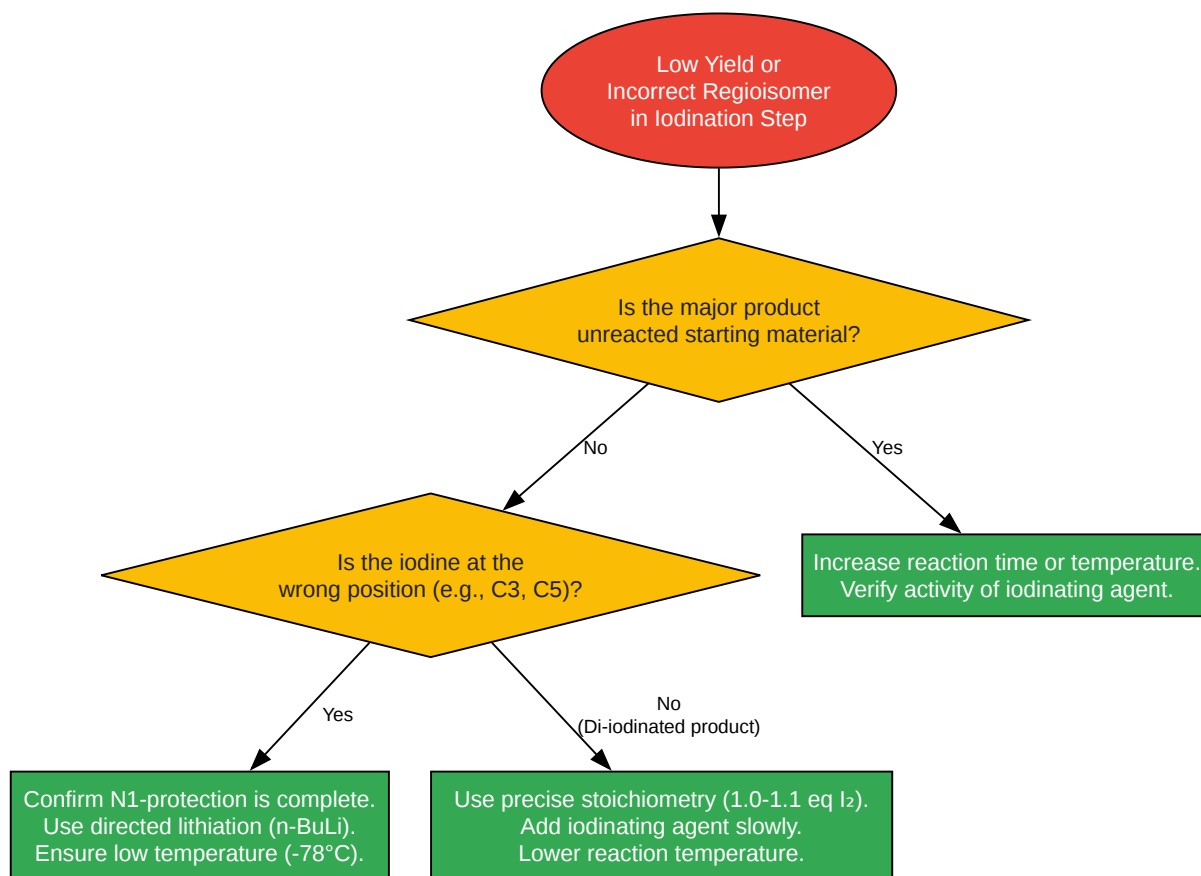 Low Yield or
Incorrect Regioisomer
in Iodination Step
Is the major product
unreacted starting material?
No
Yes
Is the iodine at the
wrong position (e.g., C3, C5)?
Increase reaction time or temperature.
Verify activity of iodinating agent.
Yes
No
(Di-iodinated product)
Confirm N1-protection is complete.
Use directed lithiation (n-BuLi).
Ensure low temperature (-78°C).
Use precise stoichiometry (1.0-1.1 eq I₂).
Add iodinating agent slowly.
Lower reaction temperature.